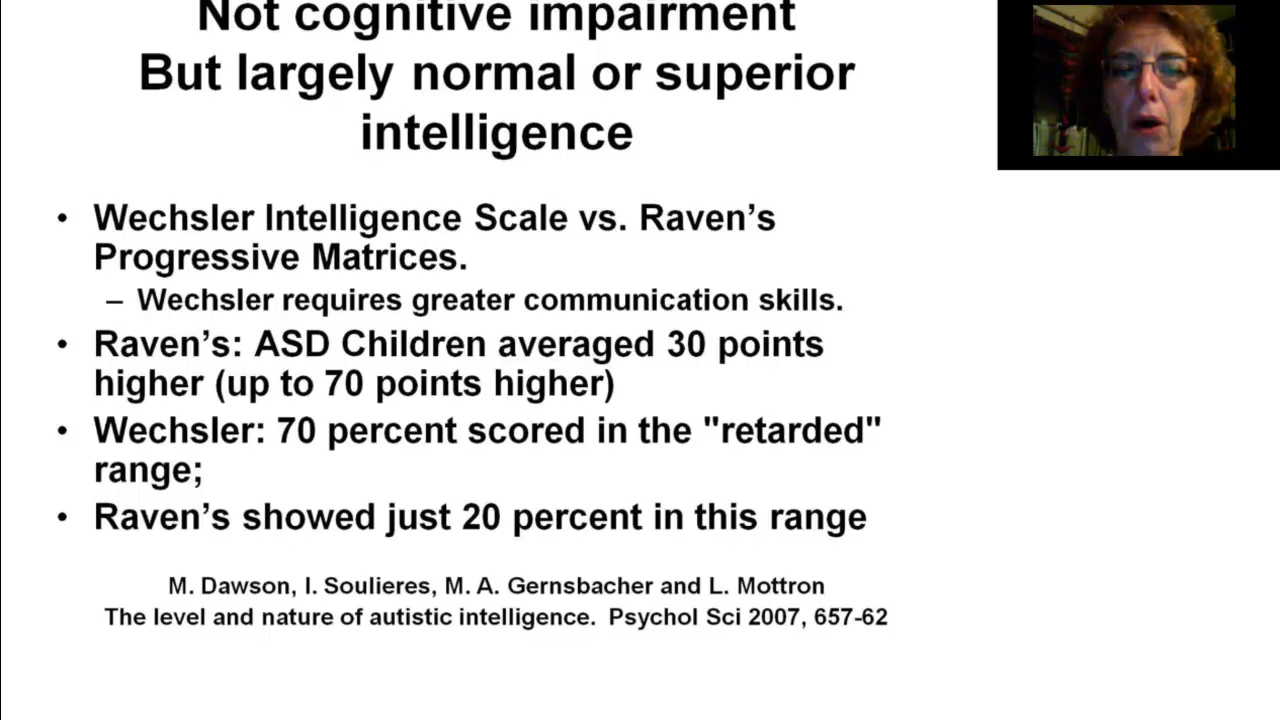 Not cognitive impairment
But largely normal or superior
intelligence
• Wechsler Intelligence Scale vs. Raven’s
Progressive Matrices.
– Wechsler requires greater communication skills.
• Raven’s: ASD Children averaged 30 points
higher (up to 70 points higher)
• Wechsler: 70 percent scored in the "retarded"
range;
• Raven’s showed just 20 percent in this range
M. Dawson, I. Soulieres, M. A. Gernsbacher and L. Mottron
The level and nature of autistic intelligence. Psychol Sci 2007, 657-62